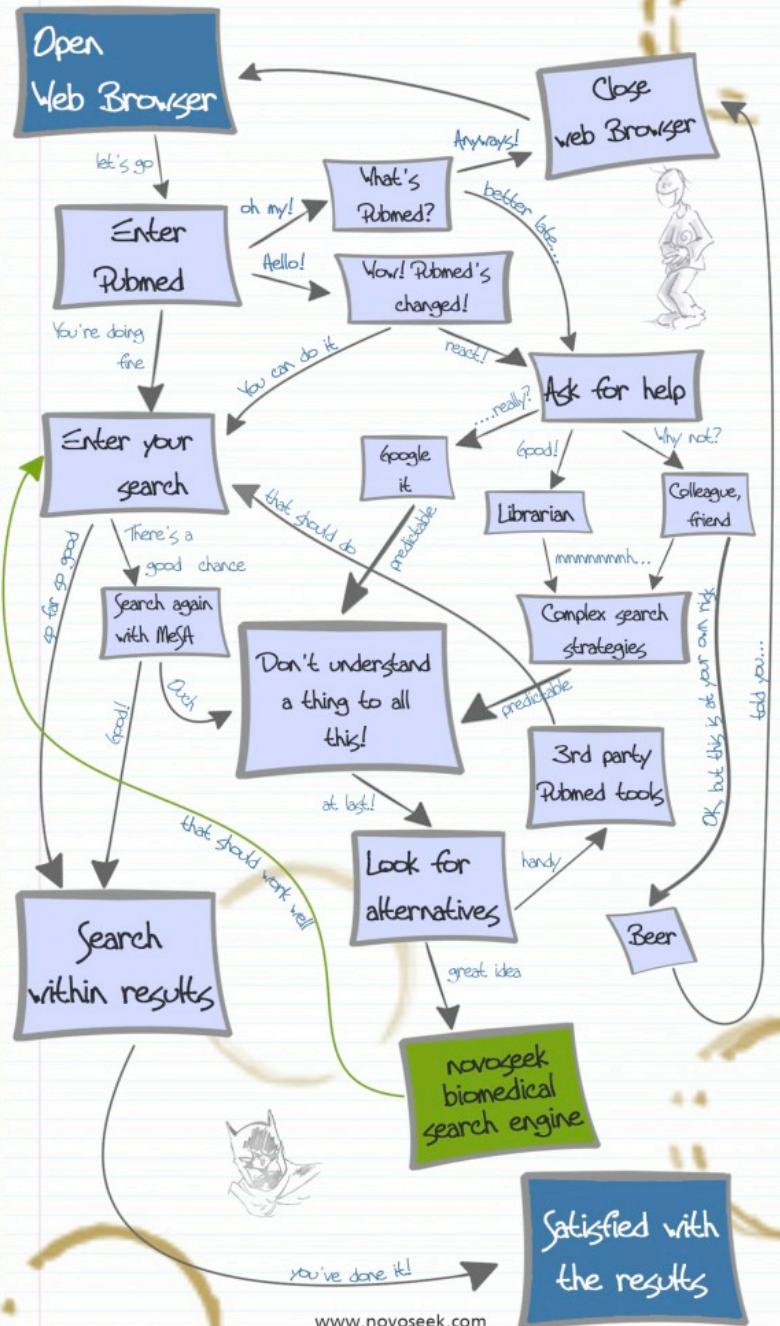 Open
Web Browser
Close
web Browser
let's go
Anyways!
What's
Pubmed?
oh my!
better late...
Enter
Pubmed
Hello!
Wow! Pubmed's
changed!
You're doing
fine
You can do it
react!
Ask for help
....really?
Good!
Why not?
Enter your
search
Google
it
Librarian
Colleague,
friend
that should do
predictable
mmmmmmmh...
so far so good
There's a
good chance
Search again
with MeSH
Complex search
strategies
OK, but this is at your own risk
told you...
Good!
Ouch
Don't understand
a thing to all
this!
predictable
3rd party
Pubmed tools
at last!
that should work well
Look for
alternatives
handy
Search
within results
Beer
great idea
novoseek
biomedical
search engine
you've done it!
Satisfied with
the results
www.novoseek.com